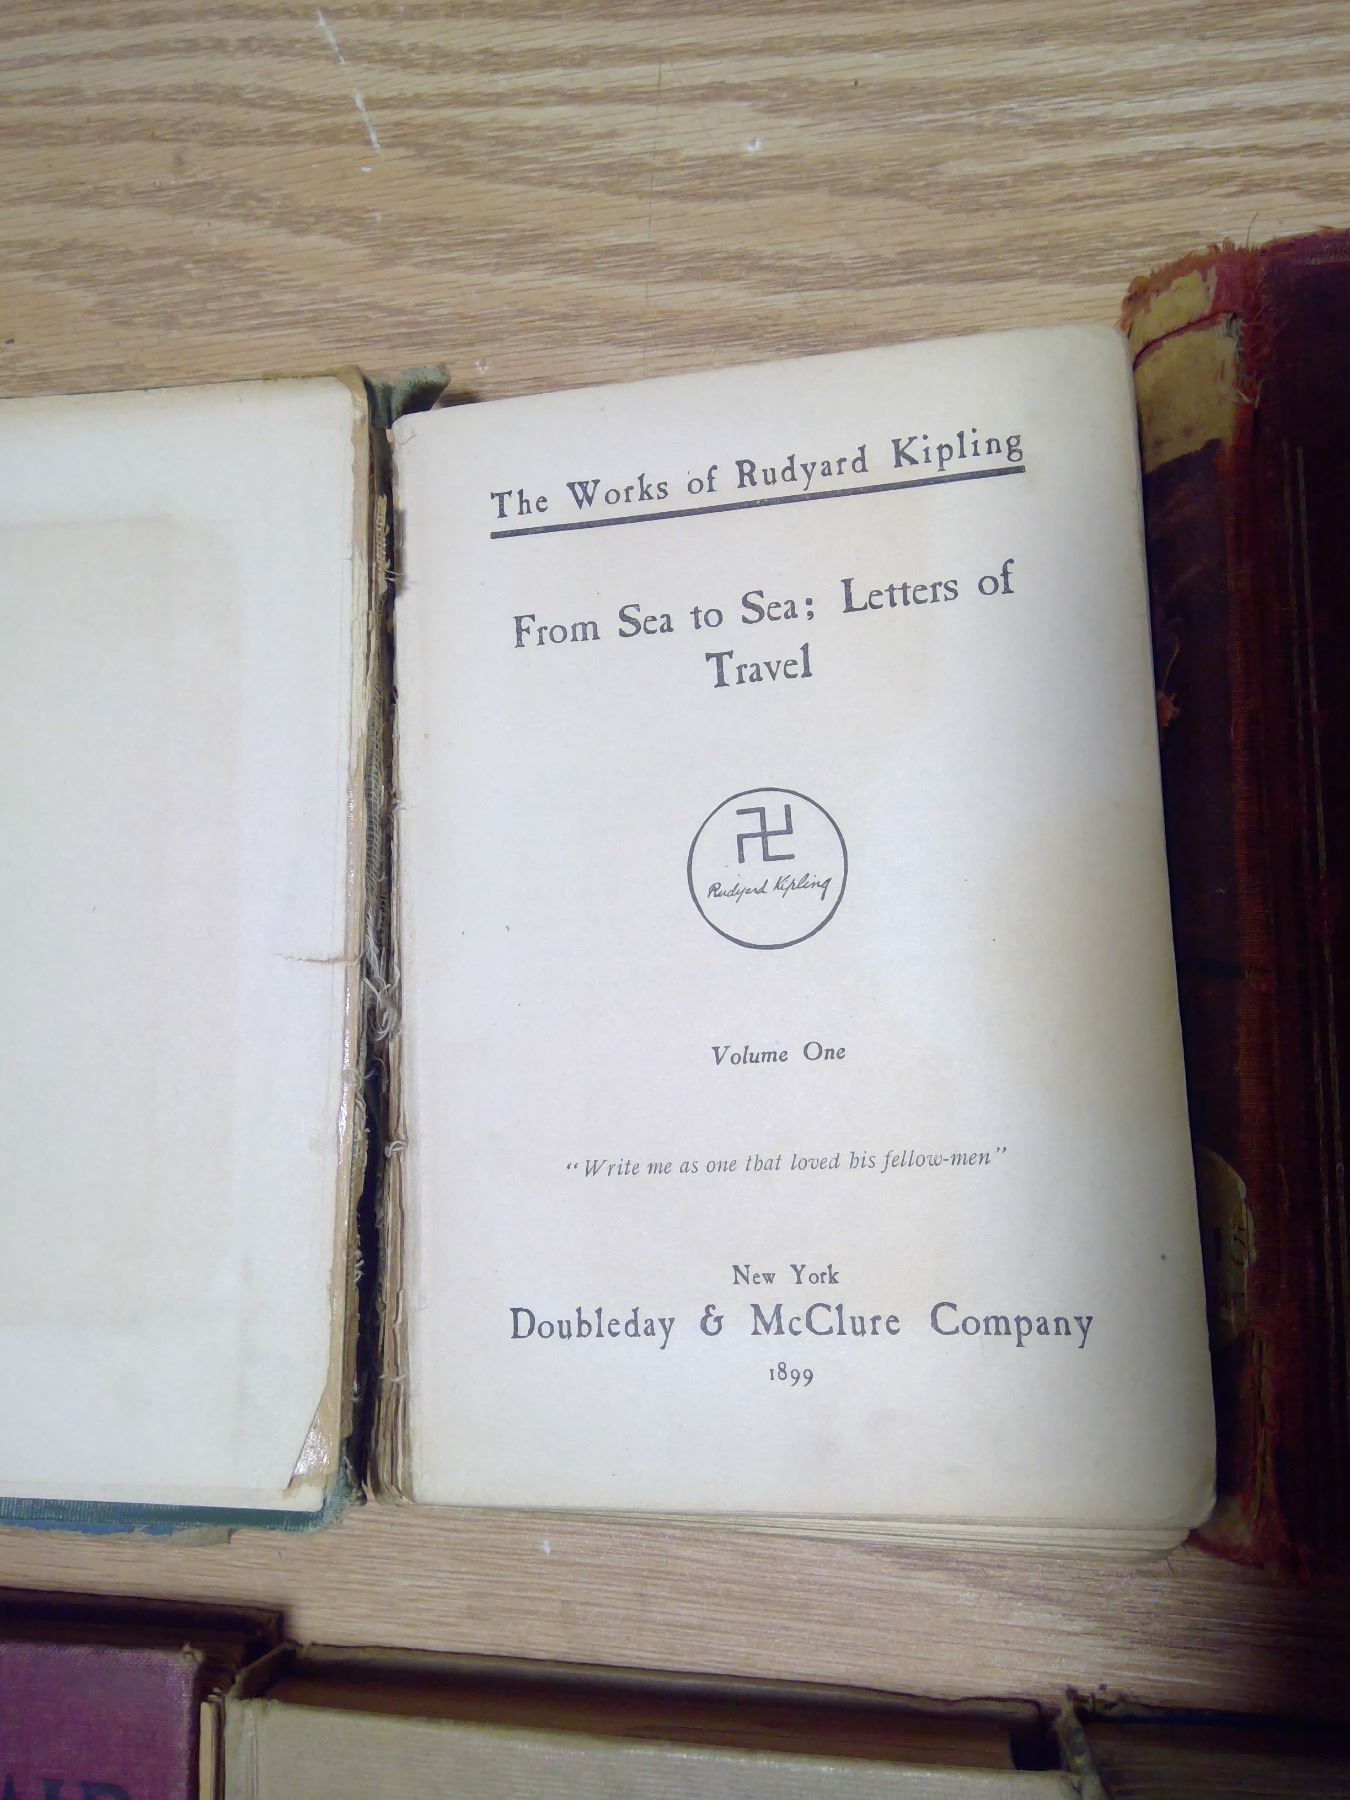 The Works of Rudyard Kipling
From Sea to Sea; Letters of
Travel
Rudyard Kipling
Volume One
"Write me as one that loved his fellow-men"
New York
Doubleday & McClure Company
1899